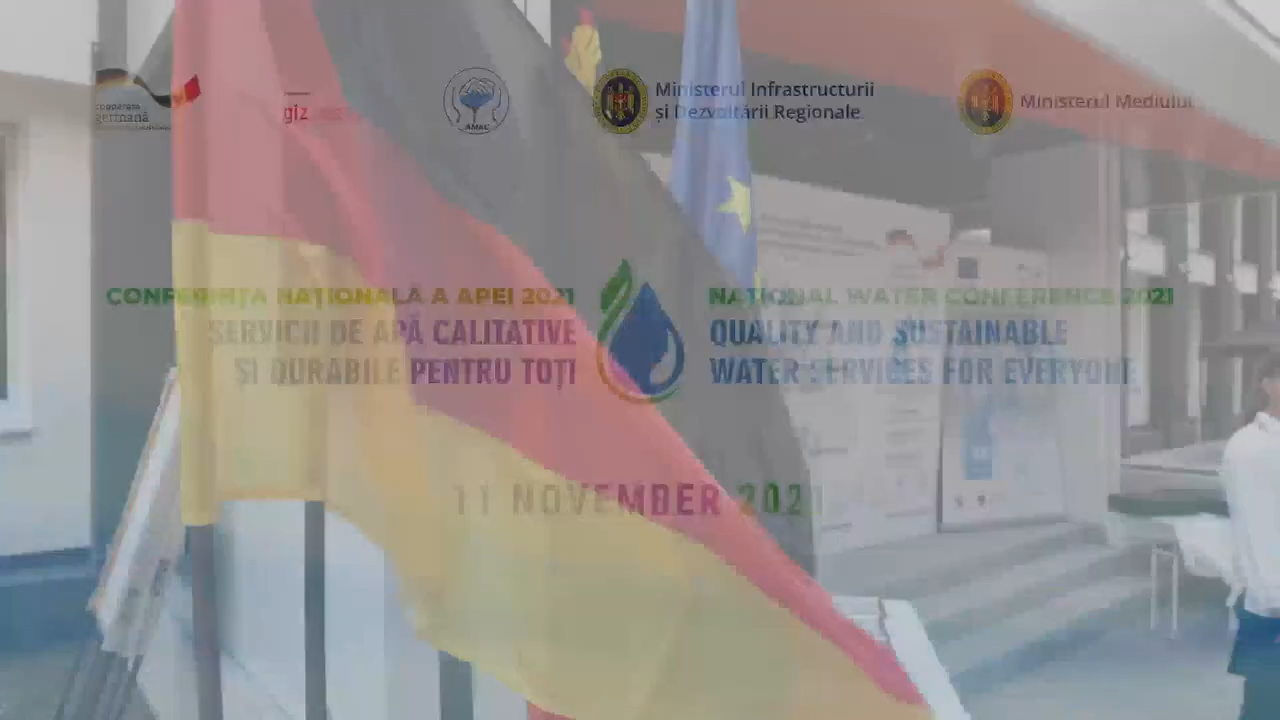 cooperare
germană
giz
AMAC
Ministerul Infrastructurii
și Dezvoltării Regionale
Ministerul Mediului
CONFERINȚA NAȚIONALĂ A APEI 2021
SERVICII DE APĂ CALITATIVE
ȘI DURABILE PENTRU TOȚI
NATIONAL WATER CONFERENCE 2021
QUALITY AND SUSTAINABLE
WATER SERVICES FOR EVERYONE
11 NOVEMBER 2021